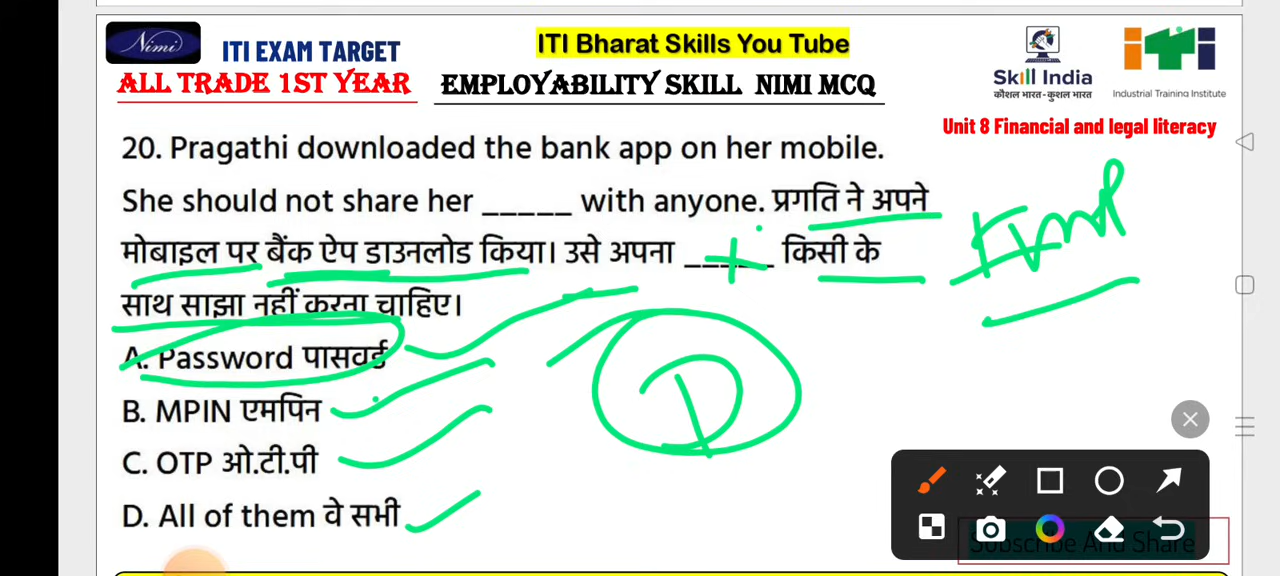 Nimi
ITI EXAM TARGET
ALL TRADE 1ST YEAR
ITI Bharat Skills You Tube
EMPLOYABILITY SKILL NIMI MCQ
Skill India
कौशल भारत - कुशल भारत
Industrial Training Institute
Unit 8 Financial and legal literacy
20. Pragathi downloaded the bank app on her mobile.
She should not share her _____ with anyone. प्रगति ने अपने
मोबाइल पर बैंक ऐप डाउनलोड किया। उसे अपना _____ किसी के
साथ साझा नहीं करना चाहिए।
A. Password पासवर्ड
B. MPIN एमपिन
C. OTP ओ.टी.पी
D. All of them वे सभी
D
Subscribe And Share